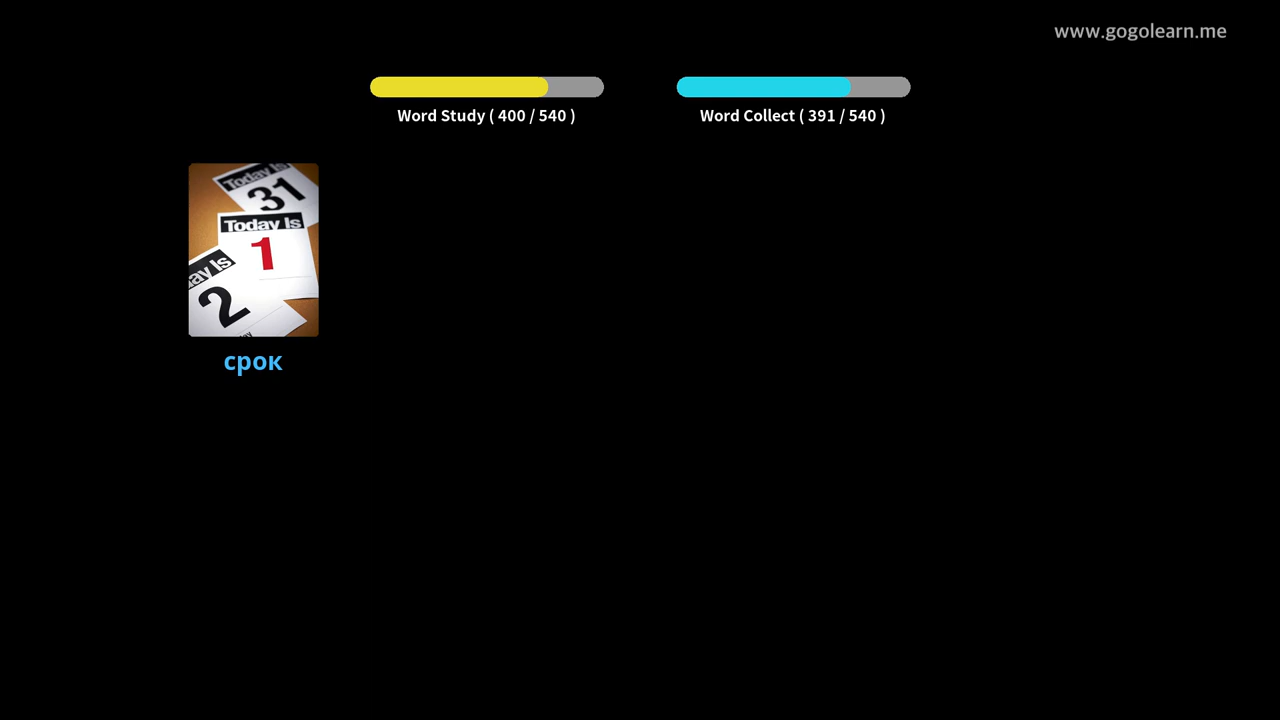 www.gogolearn.me
Word Study ( 400 / 540 )
Word Collect ( 391 / 540 )
Today Is
31
Today Is
1
ay Is
2
срок